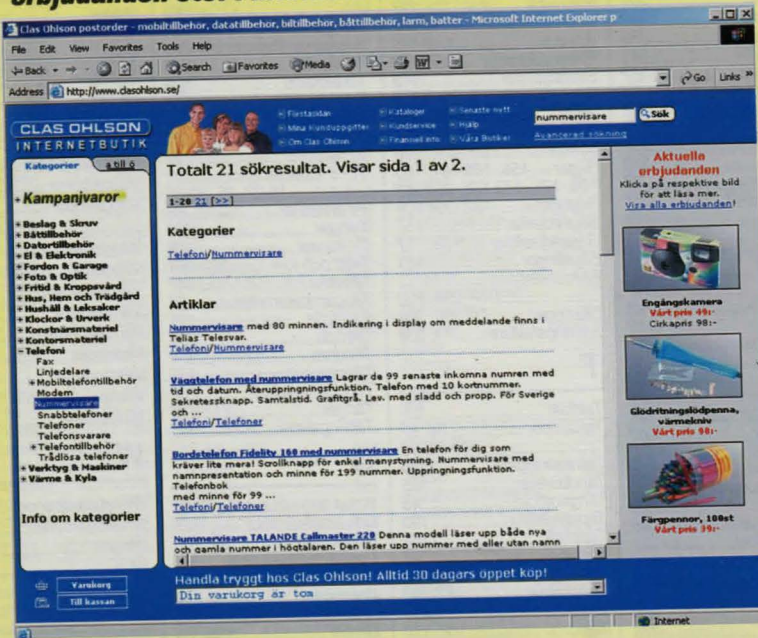 Clas Ohlson postorder - mobiltillbehör, datatillbehör, biltillbehör, båttillbehör, larm, batter - Microsoft Internet Explorer p
File Edit View Favorites Tools Help
Back Search Favorites Media
Address http://www.clasohlson.se/ Go Links »
CLAS OHLSON
INTERNETBUTIK
Förstasidan Kataloger Senaste nytt
Mina Kunduppgifter Kundservice Hjälp
Om Clas Ohlson Finansiell info Våra Butiker
nummervisare Sök
Avancerad sökning
Kategorier a till ö
+ Kampanjvaror
+ Beslag & Skruv
+ Båttillbehör
+ Datortillbehör
+ El & Elektronik
+ Fordon & Garage
+ Foto & Optik
+ Fritid & Kroppsvård
+ Hus, Hem och Trädgård
+ Hushåll & Leksaker
+ Klockor & Urverk
+ Konstnärsmateriel
+ Kontorsmateriel
- Telefoni
Fax
Linjedelare
+ Mobiltelefontillbehör
Modem
Nummervisare
Snabbtelefoner
Telefoner
Telefonsvarare
+ Telefontillbehör
Trådlösa telefoner
+ Verktyg & Maskiner
+ Värme & Kyla
Info om kategorier
Totalt 21 sökresultat. Visar sida 1 av 2.
1-20 21 [>>]
Kategorier
Telefoni/Nummervisare
Artiklar
Nummervisare med 80 minnen. Indikering i display om meddelande finns i
Telias Telesvar.
Telefoni/Nummervisare
Väggtelefon med nummervisare Lagrar de 99 senaste inkomna numren med
tid och datum. Återuppringningsfunktion. Telefon med 10 kortnummer.
Sekretessknapp. Samtalstid. Grafitgrå. Lev. med sladd och propp. För Sverige
och ...
Telefoni/Telefoner
Bordstelefon Fidelity 160 med nummervisare En telefon för dig som
kräver lite mera! Scrollknapp för enkel menystyrning. Nummervisare med
namnpresentation och minne för 199 nummer. Uppringningsfunktion.
Telefonbok
med minne för 99 ...
Telefoni/Telefoner
Nummervisare TALANDE Callmaster 220 Denna modell läser upp både nya
och gamla nummer i högtalaren. Den läser upp nummer med eller utan namn
Aktuella
erbjudanden
Klicka på respektive bild
för att läsa mer.
Visa alla erbjudanden!
Engångskamera
Vårt pris 49:-
Cirkapris 98:-
Glödritningslödpenna,
värmekniv
Vårt pris 98:-
Färgpennor, 100st
Vårt pris 39:-
Varukorg
Till kassan
Handla tryggt hos Clas Ohlson! Alltid 30 dagars öppet köp!
Din varukorg är tom
Internet